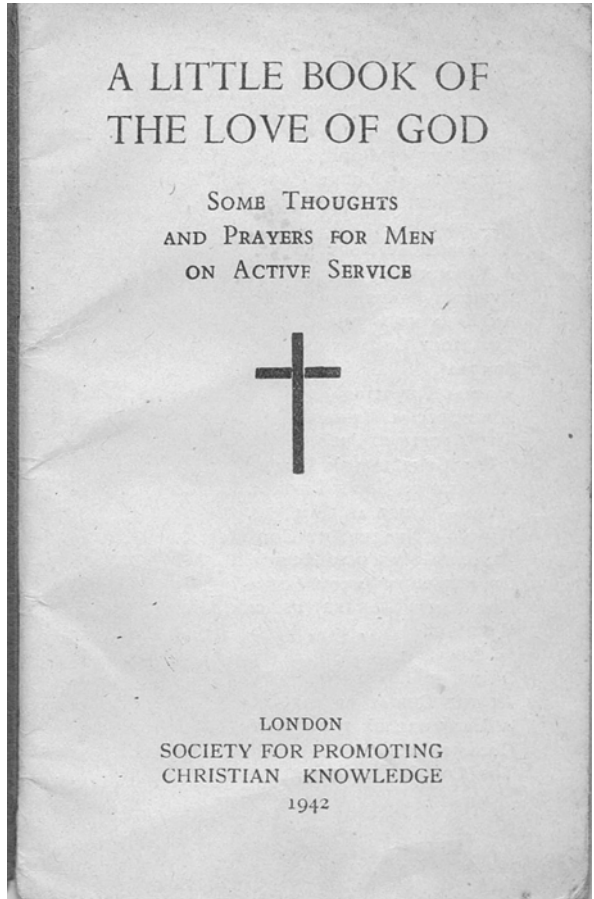 A LITTLE BOOK OF
THE LOVE OF GOD
SOME THOUGHTS
AND PRAYERS FOR MEN
ON ACTIVE SERVICE
LONDON
SOCIETY FOR PROMOTING
CHRISTIAN KNOWLEDGE
1942